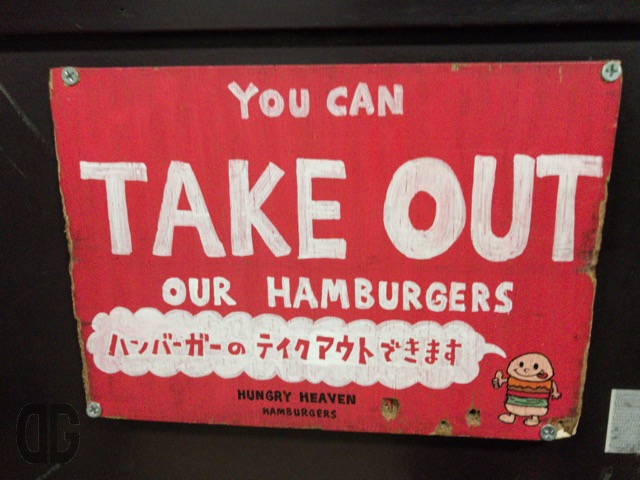 YOU CAN
TAKE OUT
OUR HAMBURGERS
ハンバーガーの テイクアウトできます
HUNGRY HEAVEN
HAMBURGERS
DG